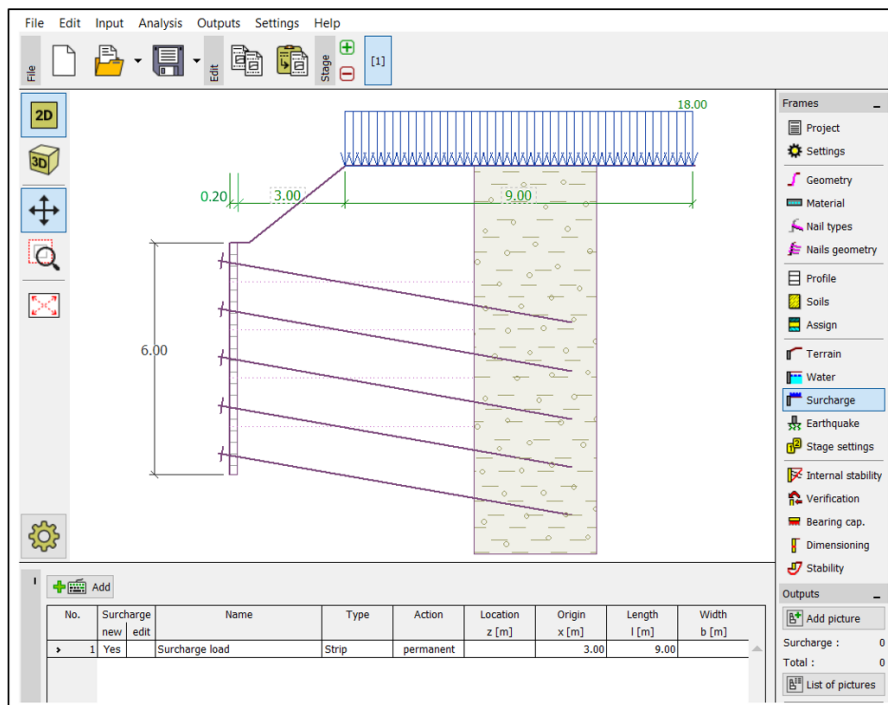 File Edit Input Analysis Outputs Settings Help
File
Edit
Stage
[1]
2D
3D
18.00
0.20
3.00
9.00
6.00
Frames
Project
Settings
Geometry
Material
Nail types
Nails geometry
Profile
Soils
Assign
Terrain
Water
Surcharge
Earthquake
Stage settings
Internal stability
Verification
Bearing cap.
Dimensioning
Stability
Outputs
Add picture
Surcharge : 0
Total : 0
List of pictures
Add
No. Surcharge Name Type Action Location Origin Length Width
new edit z [m] x [m] l [m] b [m]
1 Yes Surcharge load Strip permanent 3.00 9.00